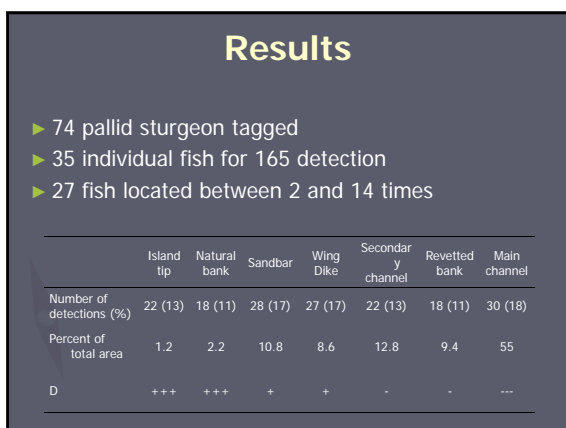 Results
► 74 pallid sturgeon tagged
► 35 individual fish for 165 detection
► 27 fish located between 2 and 14 times
Island tip Natural bank Sandbar Wing Dike Secondar y channel Revetted bank Main channel
Number of detections (%) 22 (13) 18 (11) 28 (17) 27 (17) 22 (13) 18 (11) 30 (18)
Percent of total area 1.2 2.2 10.8 8.6 12.8 9.4 55
D +++ +++ + + - - ---